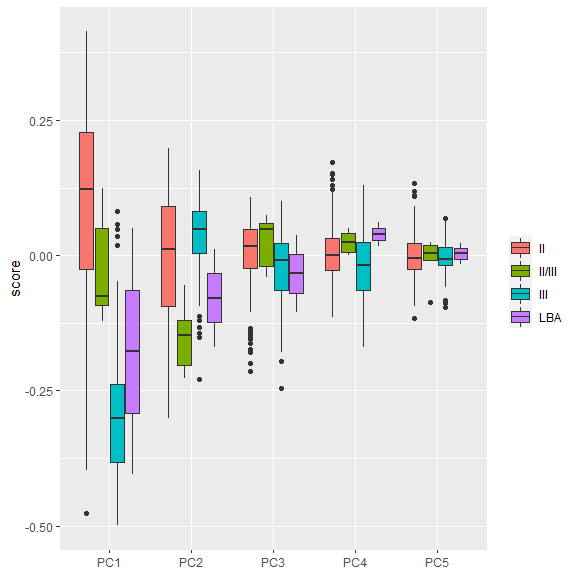 score
0.25
0.00
-0.25
-0.50
PC1 PC2 PC3 PC4 PC5
II
II/III
III
LBA